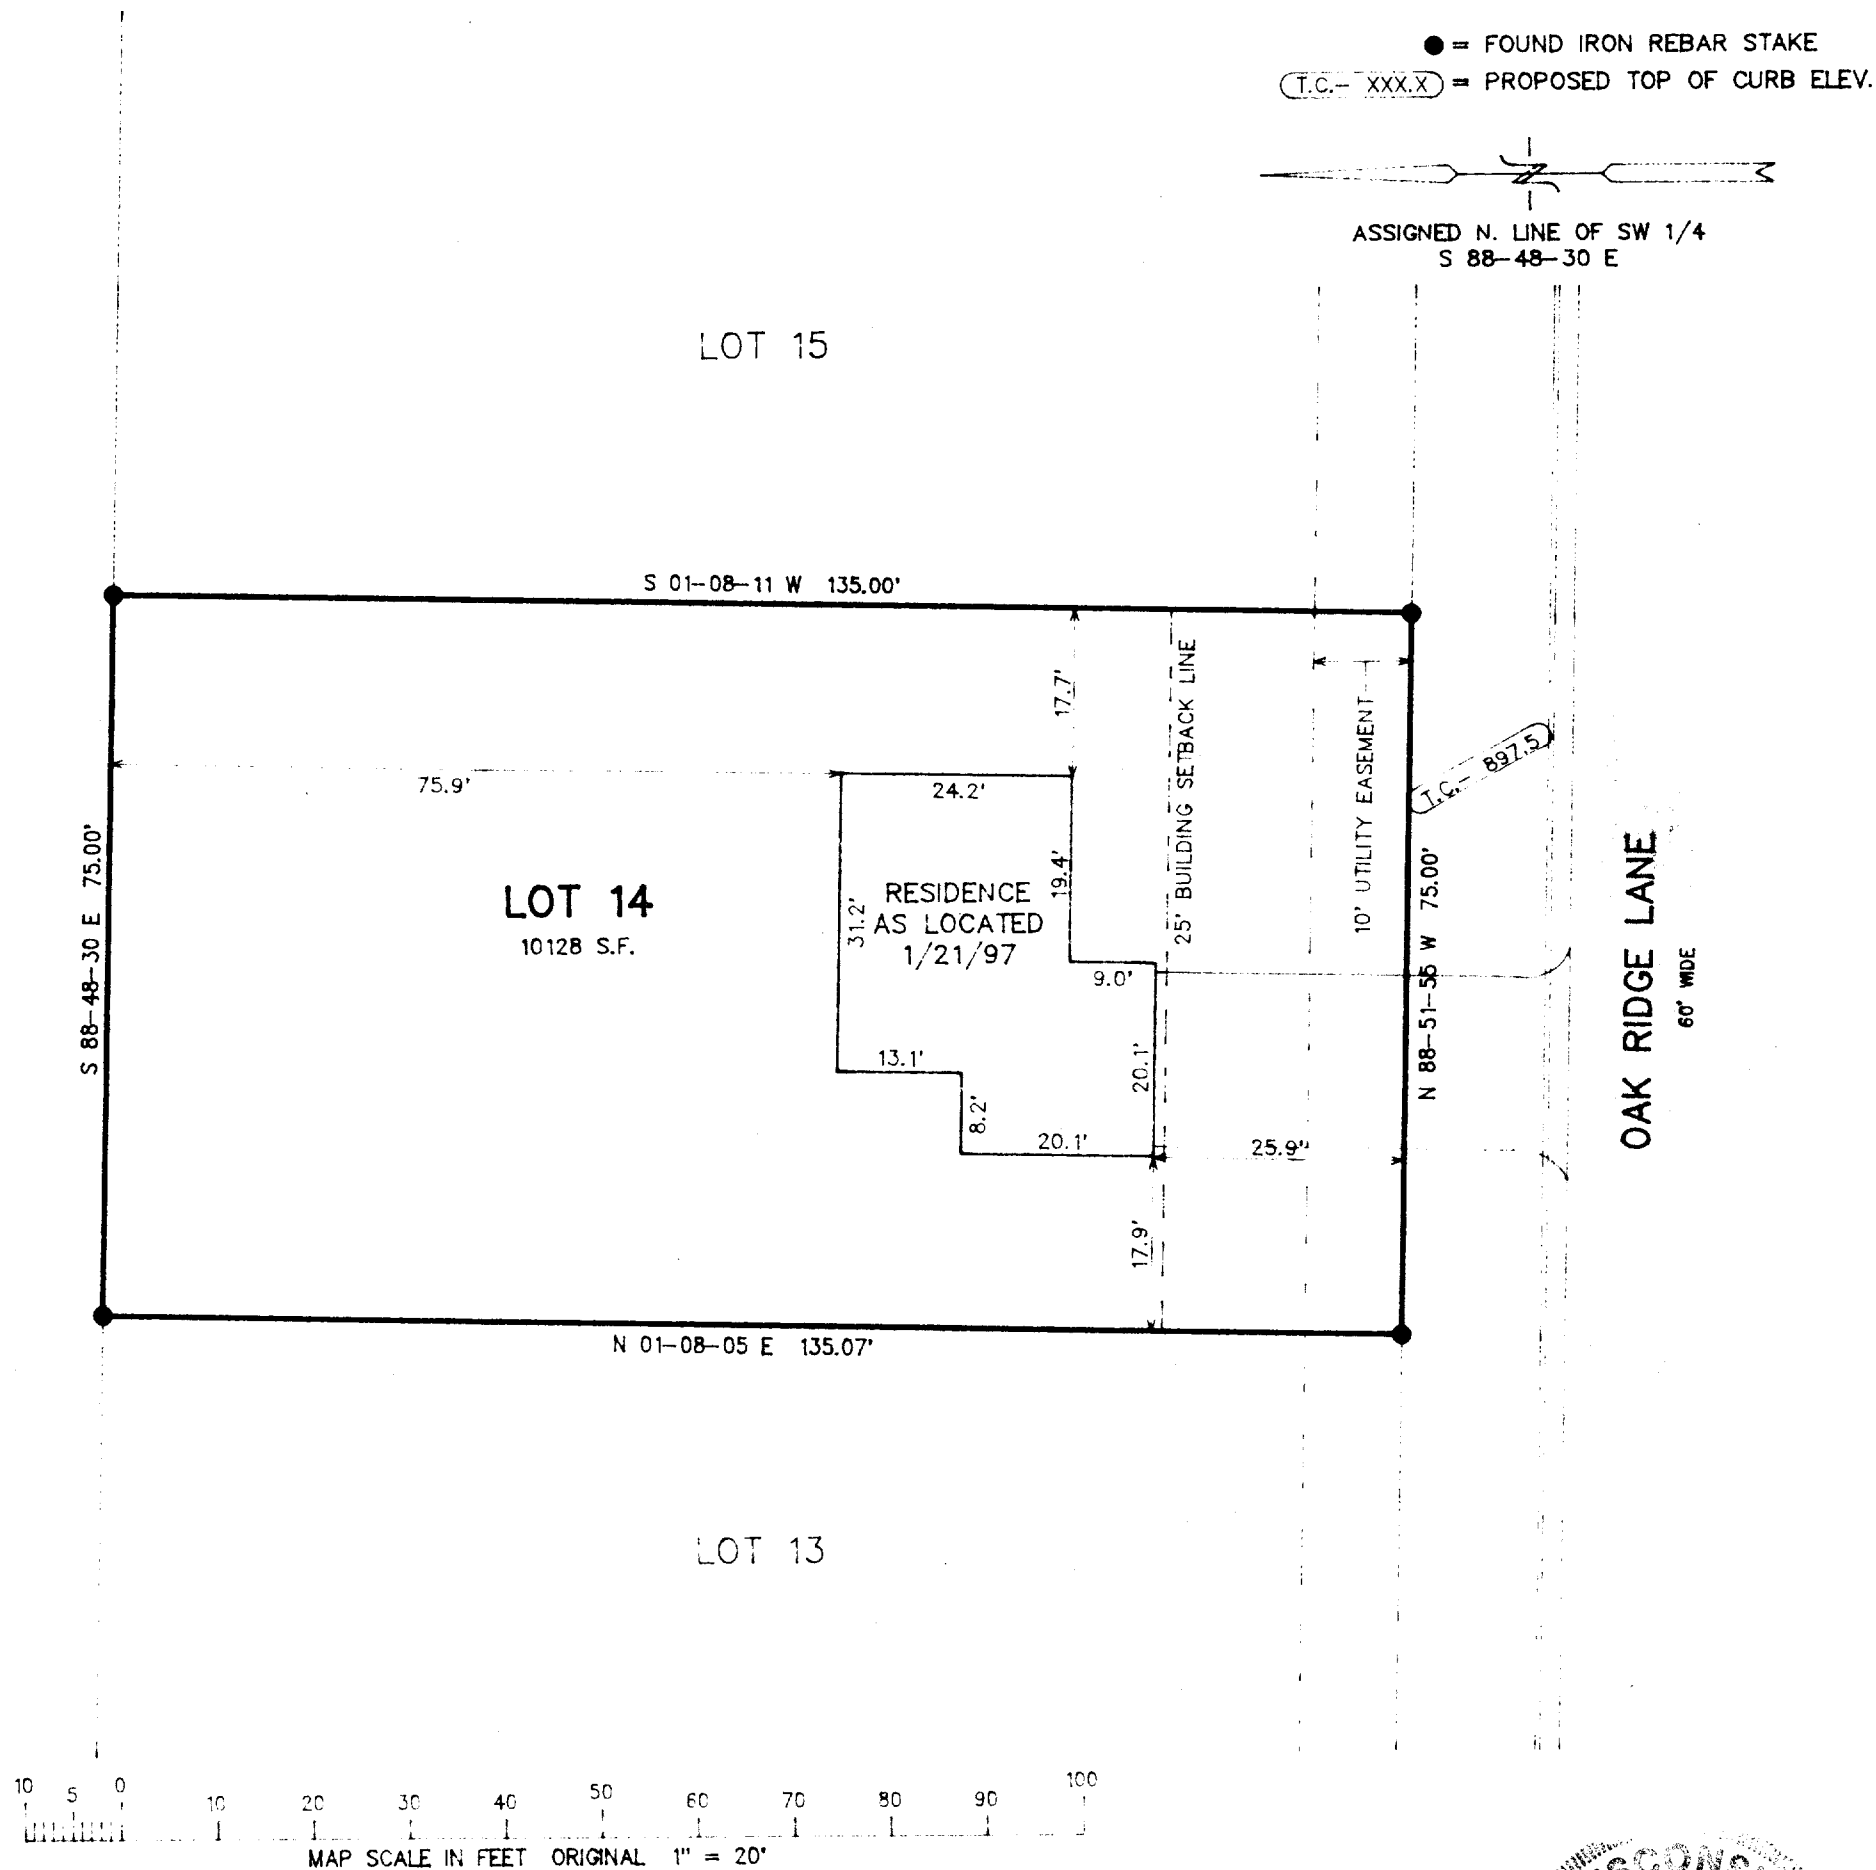 ● = FOUND IRON REBAR STAKE
T.C.- XXX.X = PROPOSED TOP OF CURB ELEV.
ASSIGNED N. LINE OF SW 1/4
S 88-48-30 E
LOT 15
S 01-08-11 W 135.00'
17.7'
25' BUILDING SETBACK LINE
10' UTILITY EASEMENT
T.C.- 897.5
75.9'
24.2'
S 88-48-30 E 75.00'
LOT 14
10128 S.F.
31.2'
RESIDENCE
AS LOCATED
1/21/97
19.4'
9.0'
N 88-51-55 W 75.00'
OAK RIDGE LANE
60' WIDE
13.1'
8.2'
20.1'
20.1'
25.9'
17.9'
N 01-08-05 E 135.07'
LOT 13
10 5 0 10 20 30 40 50 60 70 80 90 100
MAP SCALE IN FEET ORIGINAL 1" = 20'